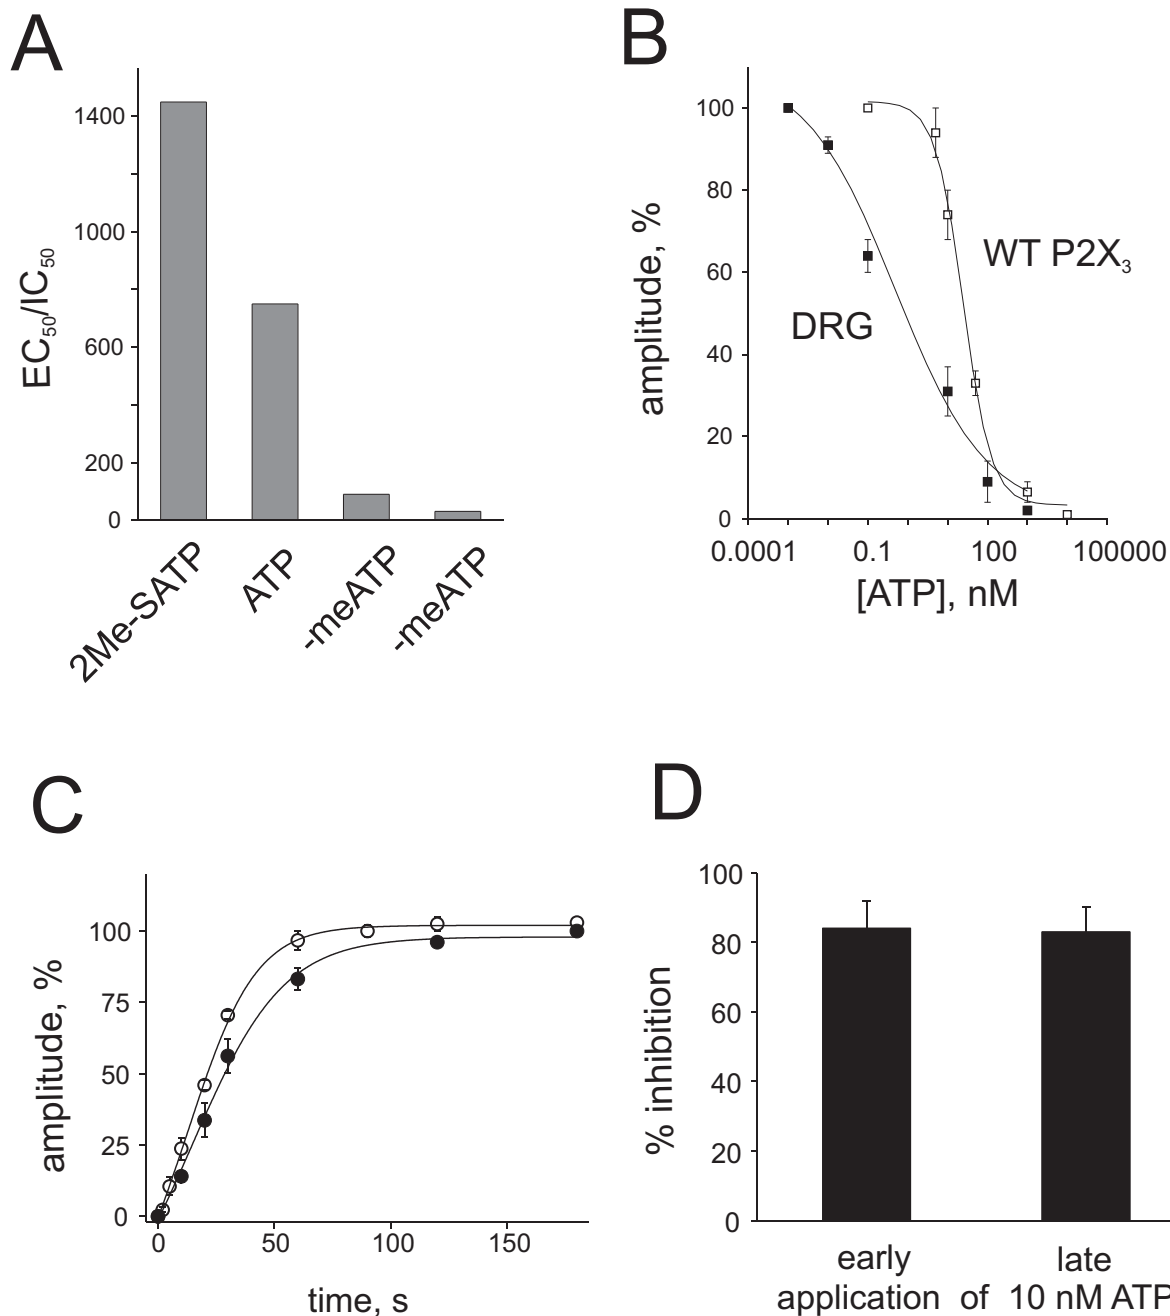 A
1400
1000
600
200
0
EC50/IC50
2Me-SATP
ATP
-meATP
-meATP
B
100
80
60
40
20
0
amplitude, %
WT P2X3
DRG
0.0001 0.1 100 100000
[ATP], nM
C
100
75
50
25
0
amplitude, %
0 50 100 150
time, s
D
100
80
60
40
20
0
% inhibition
early late
application of 10 nM ATP